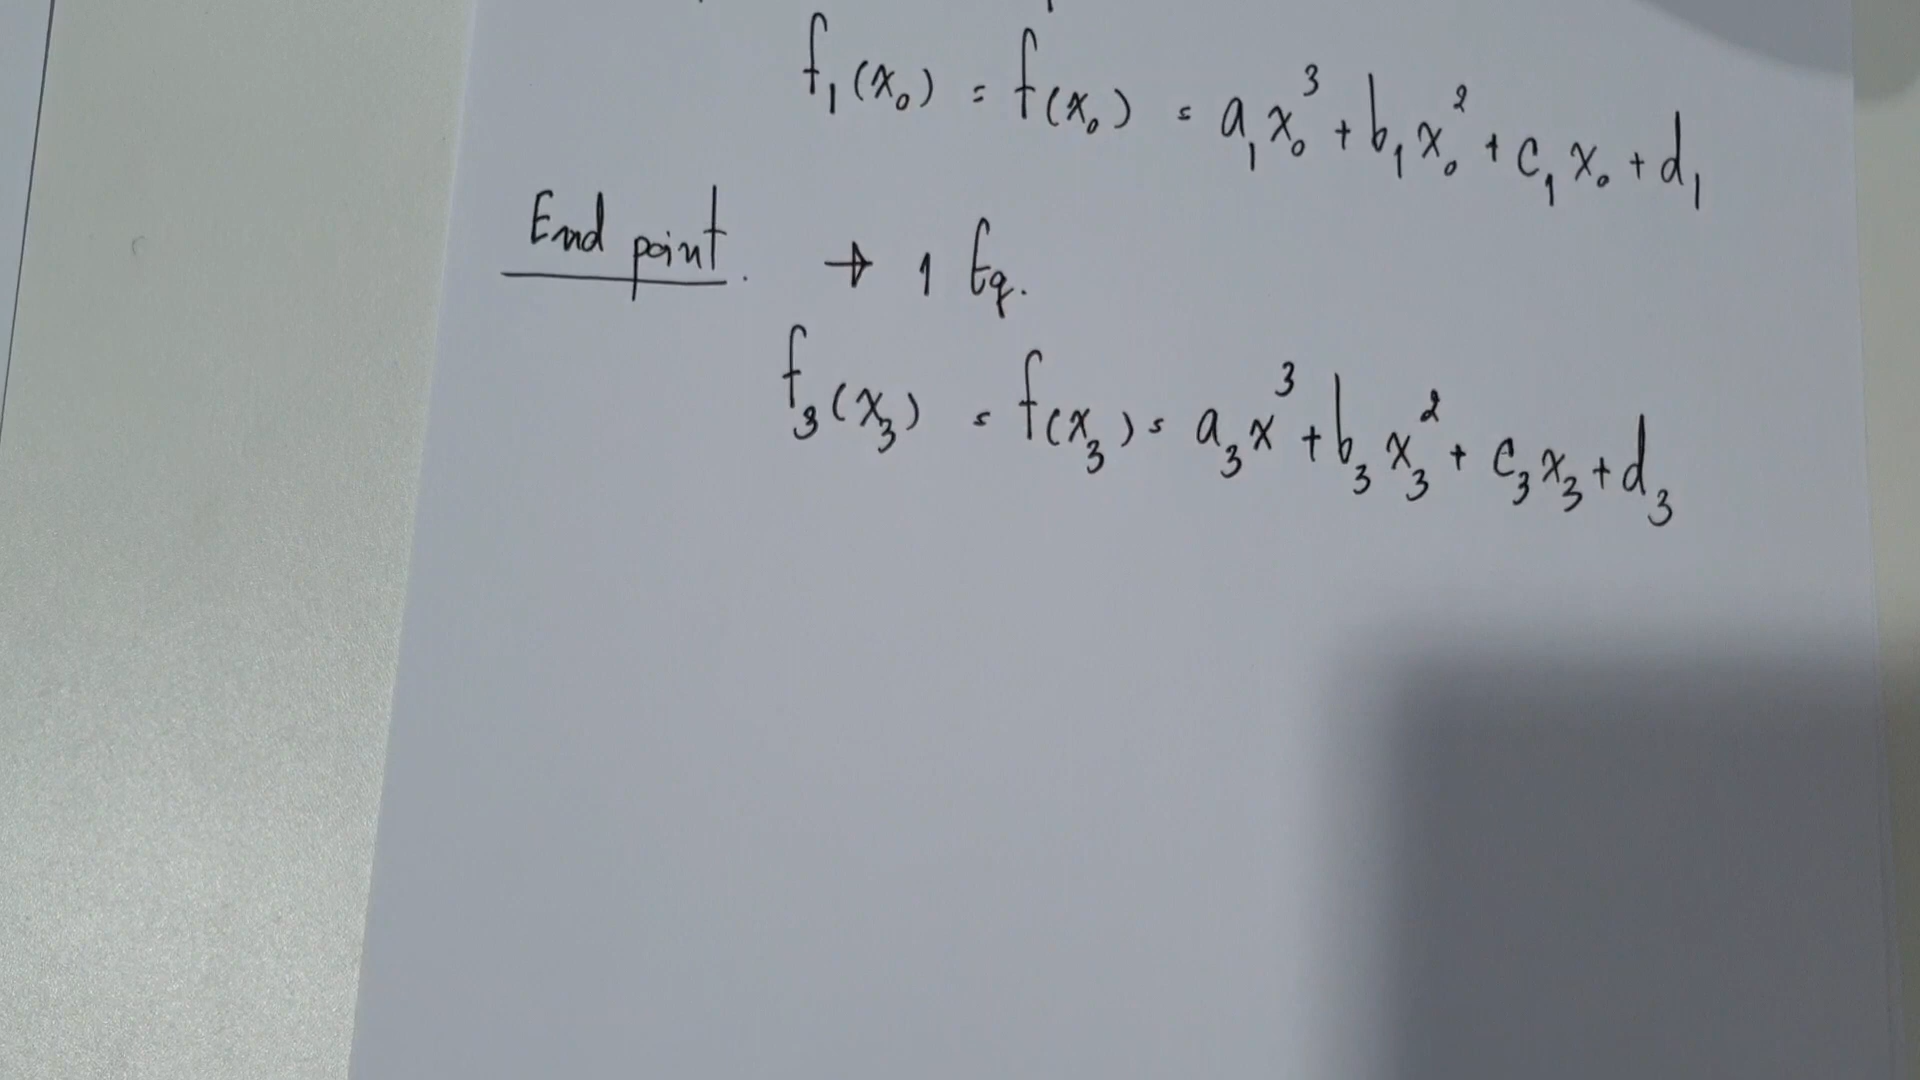 f₁(x₀) = f(x₀) = a₁x₀³ + b₁x₀² + c₁x₀ + d₁
End point. → 1 Eq.
f₃(x₃) = f(x₃) = a₃x³ + b₃x₃² + c₃x₃ + d₃